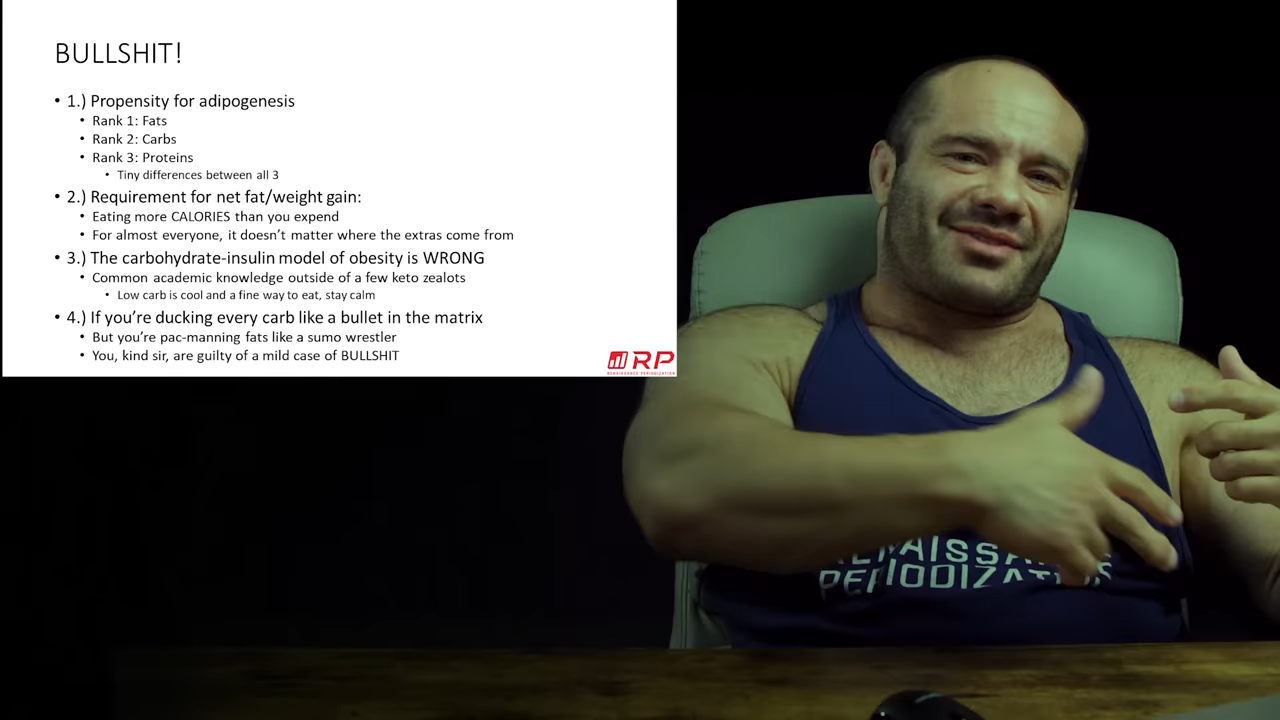 BULLSHIT!
• 1.) Propensity for adipogenesis
• Rank 1: Fats
• Rank 2: Carbs
• Rank 3: Proteins
• Tiny differences between all 3
• 2.) Requirement for net fat/weight gain:
• Eating more CALORIES than you expend
• For almost everyone, it doesn't matter where the extras come from
• 3.) The carbohydrate-insulin model of obesity is WRONG
• Common academic knowledge outside of a few keto zealots
• Low carb is cool and a fine way to eat, stay calm
• 4.) If you're ducking every carb like a bullet in the matrix
• But you're pac-manning fats like a sumo wrestler
• You, kind sir, are guilty of a mild case of BULLSHIT
RP
RENAISSANCE PERIODIZATION
RENAISSANCE
PERIODIZATION